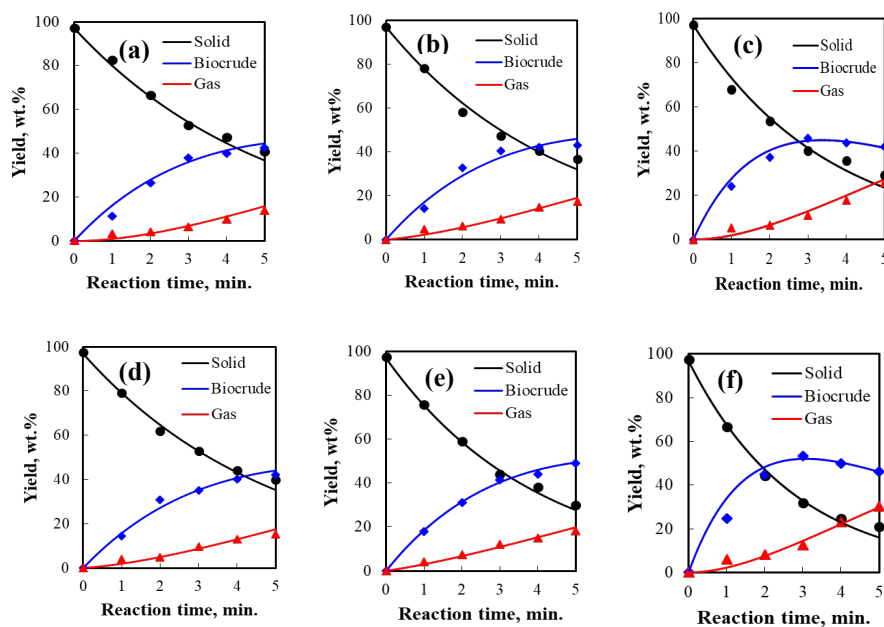 100
80
60
40
20
0
Yield, wt.%
(a)
Solid
Biocrude
Gas
0 1 2 3 4 5
Reaction time, min.
100
80
60
40
20
0
Yield, wt%
(b)
Solid
Biocrude
Gas
0 1 2 3 4 5
Reaction time, min.
100
80
60
40
20
0
Yield, wt.%
(c)
Solid
Biocrude
Gas
0 1 2 3 4 5
Reaction time, min.
100
80
60
40
20
0
Yield, wt.%
(d)
Solid
Biocrude
Gas
0 1 2 3 4 5
Reaction time, min.
100
80
60
40
20
0
Yield, wt.%
(e)
Solid
Biocrude
Gas
0 1 2 3 4 5
Reaction time, min.
100
80
60
40
20
0
Yield, wt.%
(f)
Solid
Biocrude
Gas
0 1 2 3 4 5
Reaction time, min.